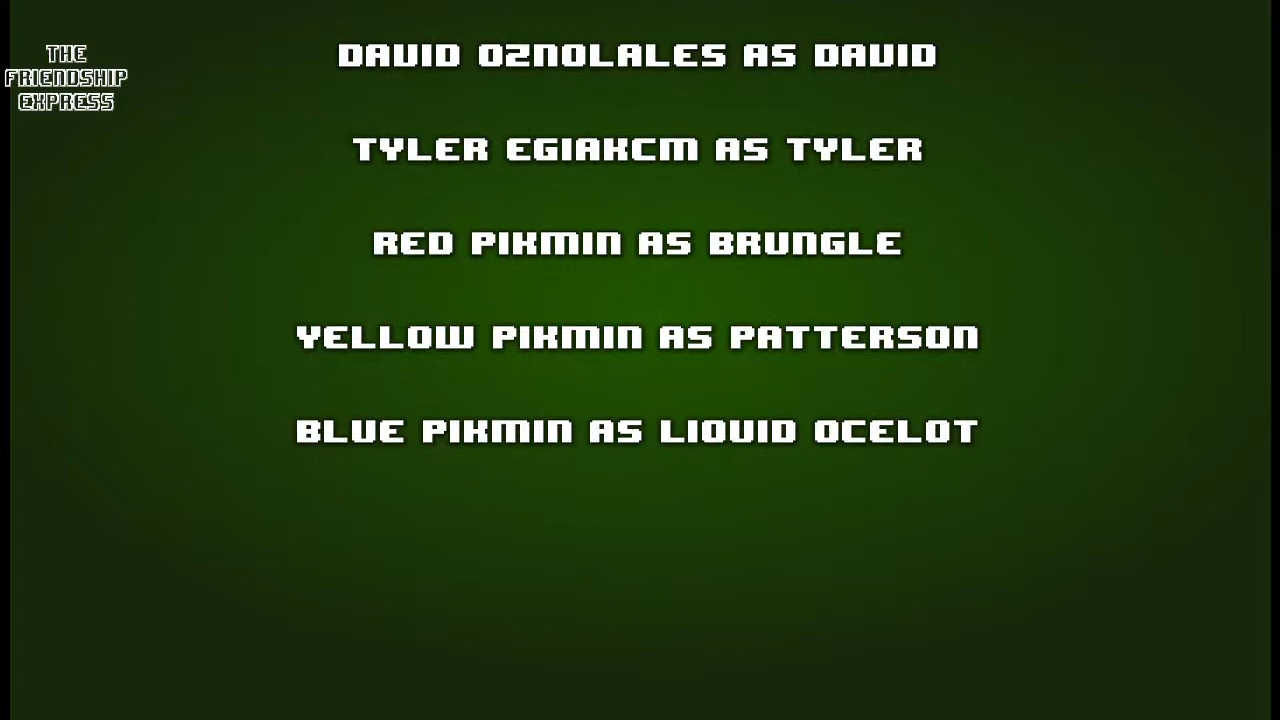 THE
FRIENDSHIP
EXPRESS
DAVID OZNOLALES AS DAVID
TYLER EGIAKCM AS TYLER
RED PIKMIN AS BRUNGLE
YELLOW PIKMIN AS PATTERSON
BLUE PIKMIN AS LIQUID OCELOT